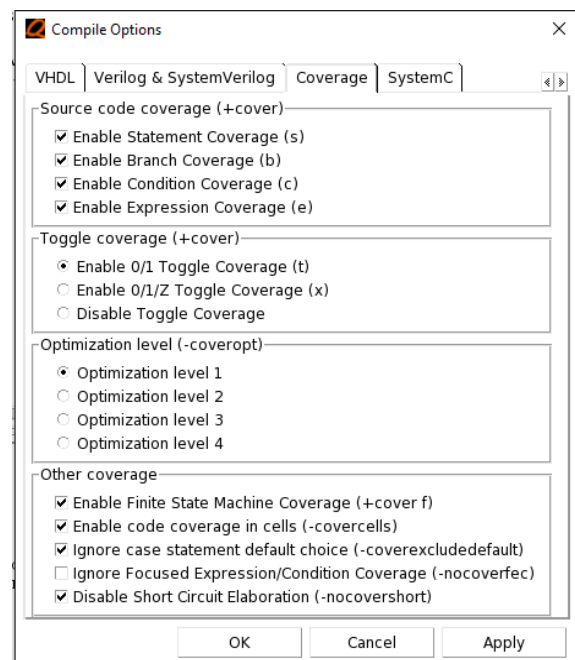 Compile Options
VHDL
Verilog & SystemVerilog
Coverage
SystemC
Source code coverage (+cover)
Enable Statement Coverage (s)
Enable Branch Coverage (b)
Enable Condition Coverage (c)
Enable Expression Coverage (e)
Toggle coverage (+cover)
Enable 0/1 Toggle Coverage (t)
Enable 0/1/Z Toggle Coverage (x)
Disable Toggle Coverage
Optimization level (-coveropt)
Optimization level 1
Optimization level 2
Optimization level 3
Optimization level 4
Other coverage
Enable Finite State Machine Coverage (+cover f)
Enable code coverage in cells (-covercells)
Ignore case statement default choice (-coverexcludedefault)
Ignore Focused Expression/Condition Coverage (-nocoverfec)
Disable Short Circuit Elaboration (-nocovershort)
OK
Cancel
Apply